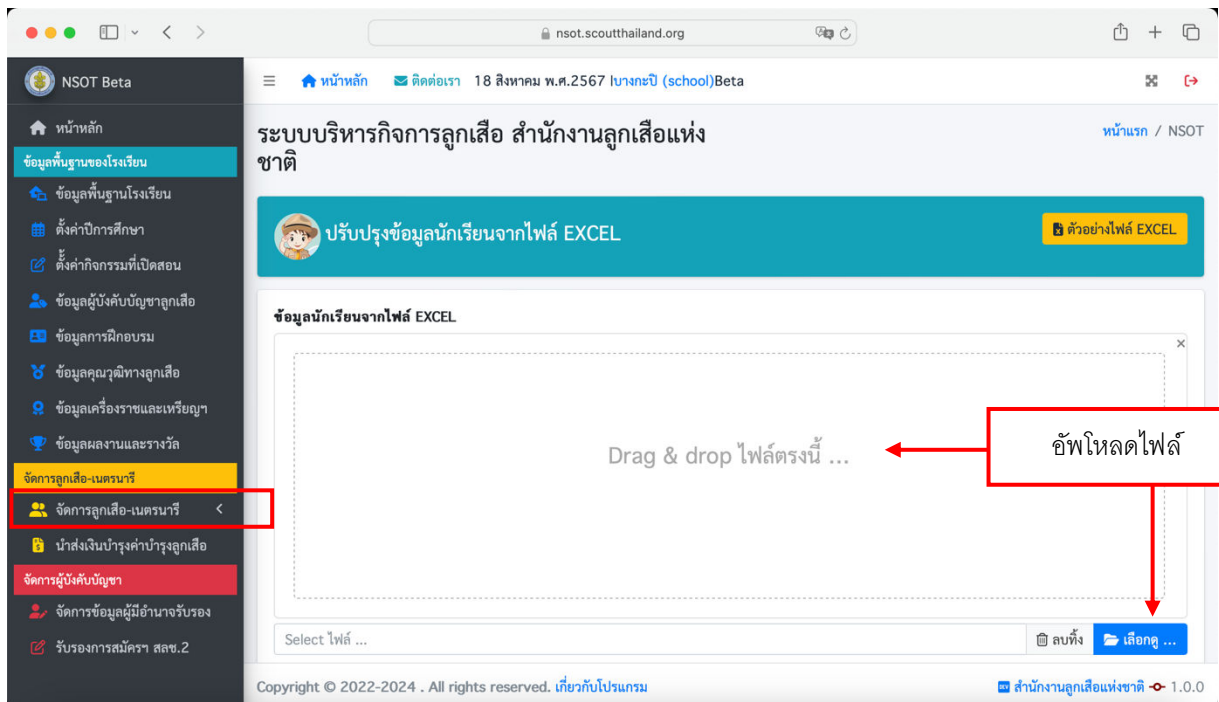 nsot.scoutthailand.org
NSOT Beta
หน้าหลัก
ติดต่อเรา
18 สิงหาคม พ.ศ.2567 |บางกะปิ (school)Beta
หน้าหลัก
ข้อมูลพื้นฐานของโรงเรียน
ข้อมูลพื้นฐานโรงเรียน
ตั้งค่าปีการศึกษา
ตั้งค่ากิจกรรมที่เปิดสอน
ข้อมูลผู้บังคับบัญชาลูกเสือ
ข้อมูลการฝึกอบรม
ข้อมูลคุณวุฒิทางลูกเสือ
ข้อมูลเครื่องราชและเหรียญฯ
ข้อมูลผลงานและรางวัล
จัดการลูกเสือ-เนตรนารี
จัดการลูกเสือ-เนตรนารี
นำส่งเงินบำรุงค่าบำรุงลูกเสือ
จัดการผู้บังคับบัญชา
จัดการข้อมูลผู้มีอำนาจรับรอง
รับรองการสมัครฯ สลช.2
ระบบบริหารกิจการลูกเสือ สำนักงานลูกเสือแห่ง
ชาติ
หน้าแรก / NSOT
ปรับปรุงข้อมูลนักเรียนจากไฟล์ EXCEL
ตัวอย่างไฟล์ EXCEL
ข้อมูลนักเรียนจากไฟล์ EXCEL
Drag & drop ไฟล์ตรงนี้ ...
อัพโหลดไฟล์
Select ไฟล์ ...
ลบทิ้ง
เลือกดู ...
Copyright © 2022-2024 . All rights reserved. เกี่ยวกับโปรแกรม
สำนักงานลูกเสือแห่งชาติ 1.0.0